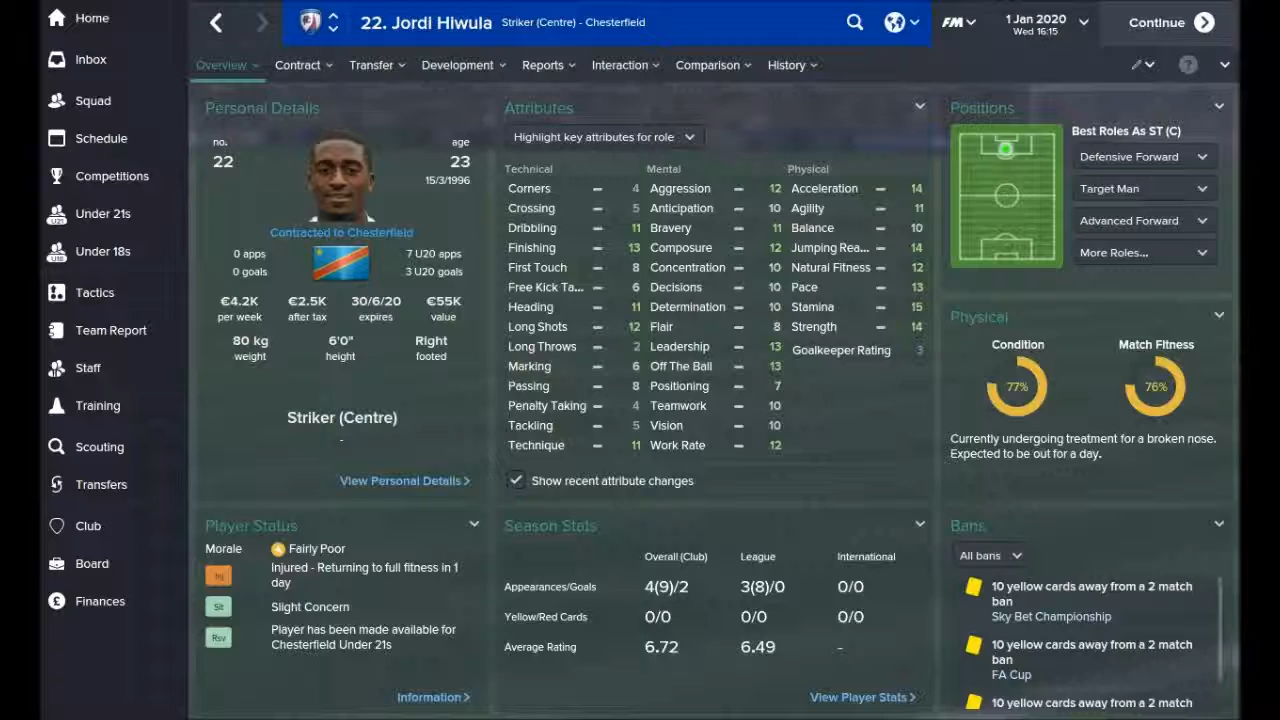 Home
Inbox
Squad
Schedule
Competitions
Under 21s
Under 18s
Tactics
Team Report
Staff
Training
Scouting
Transfers
Club
Board
Finances
22. Jordi Hiwula
Striker (Centre) - Chesterfield
FM
1 Jan 2020
Wed 16:15
Continue
Overview
Contract
Transfer
Development
Reports
Interaction
Comparison
History
Personal Details
no.
22
age
23
15/3/1996
Contracted to Chesterfield
0 apps
0 goals
7 U20 apps
3 U20 goals
€4.2K per week
€2.5K after tax
30/6/20 expires
€55K value
80 kg weight
6'0" height
Right footed
Striker (Centre)
-
View Personal Details >
Attributes
Highlight key attributes for role
Technical
Corners - 4
Crossing - 5
Dribbling - 11
Finishing - 13
First Touch - 8
Free Kick Ta... - 6
Heading - 11
Long Shots - 12
Long Throws - 2
Marking - 6
Passing - 8
Penalty Taking - 4
Tackling - 5
Technique - 11
Mental
Aggression - 12
Anticipation - 10
Bravery - 11
Composure - 12
Concentration - 10
Decisions - 10
Determination - 10
Flair - 8
Leadership - 13
Off The Ball - 13
Positioning - 7
Teamwork - 10
Vision - 10
Work Rate - 12
Physical
Acceleration - 14
Agility - 11
Balance - 10
Jumping Rea... - 14
Natural Fitness - 12
Pace - 13
Stamina - 15
Strength - 14
Goalkeeper Rating 3
Show recent attribute changes
Positions
Best Roles As ST (C)
Defensive Forward
Target Man
Advanced Forward
More Roles...
Physical
Condition
77%
Match Fitness
76%
Currently undergoing treatment for a broken nose.
Expected to be out for a day.
Player Status
Morale
Fairly Poor
Inj
Injured - Returning to full fitness in 1
day
Slt
Slight Concern
Rsv
Player has been made available for
Chesterfield Under 21s
Information >
Season Stats
Overall (Club) League International
Appearances/Goals 4(9)/2 3(8)/0 0/0
Yellow/Red Cards 0/0 0/0 0/0
Average Rating 6.72 6.49 -
View Player Stats >
Bans
All bans
10 yellow cards away from a 2 match
ban
Sky Bet Championship
10 yellow cards away from a 2 match
ban
FA Cup
10 yellow cards away from a 2 match